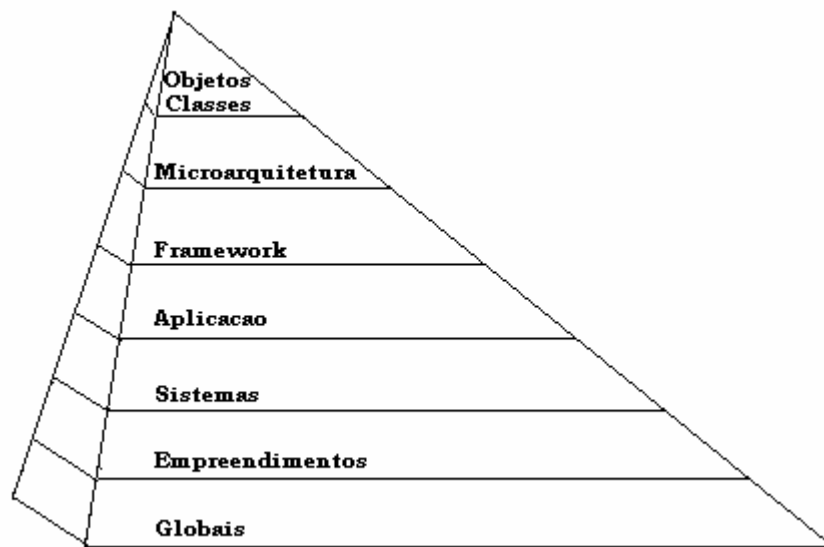 Objetos
Classes
Microarquitetura
Framework
Aplicacao
Sistemas
Empreendimentos
Globais